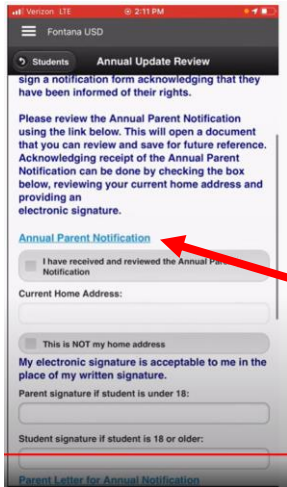 Verizon LTE 2:11 PM
Fontana USD
Students Annual Update Review
sign a notification form acknowledging that they
have been informed of their rights.
Please review the Annual Parent Notification
using the link below. This will open a document
that you can review and save for future reference.
Acknowledging receipt of the Annual Parent
Notification can be done by checking the box
below, reviewing your current home address and
providing an
electronic signature.
Annual Parent Notification
I have received and reviewed the Annual
Notification
Current Home Address:
This is NOT my home address
My electronic signature is acceptable to me in the
place of my written signature.
Parent signature if student is under 18:
Student signature if student is 18 or older:
Parent Letter for Annual Notification